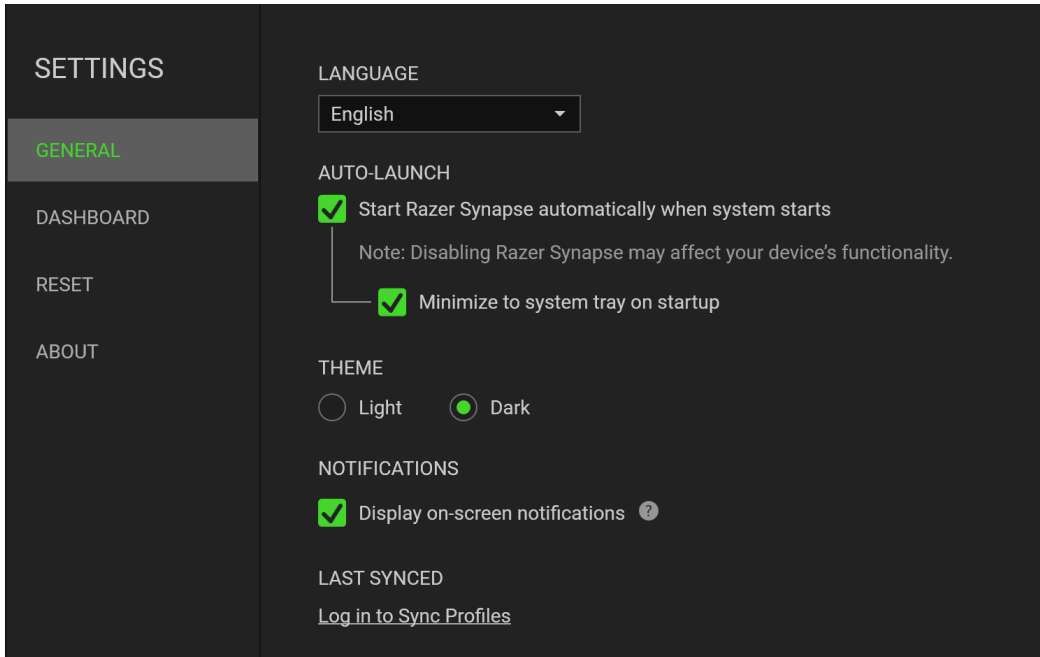 SETTINGS
GENERAL
DASHBOARD
RESET
ABOUT
LANGUAGE
English
AUTO-LAUNCH
Start Razer Synapse automatically when system starts
Note: Disabling Razer Synapse may affect your device’s functionality.
Minimize to system tray on startup
THEME
Light Dark
NOTIFICATIONS
Display on-screen notifications ?
LAST SYNCED
Log in to Sync Profiles